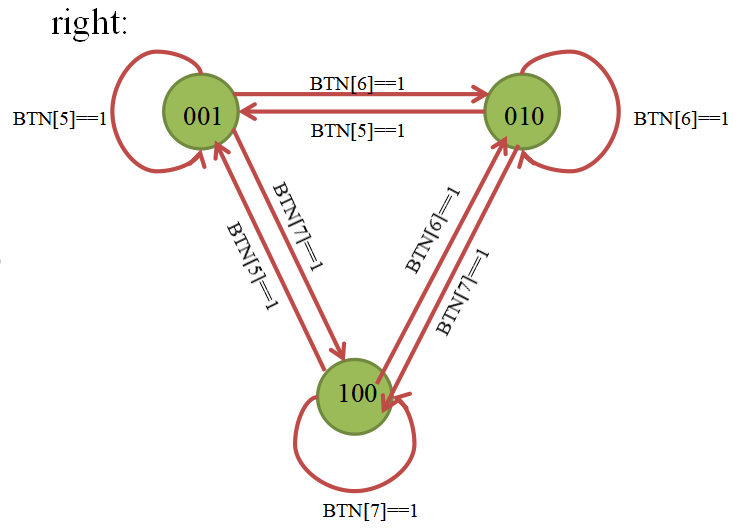 right:
BTN[6]==1
001
010
BTN[5]==1
BTN[5]==1
BTN[6]==1
BTN[7]==1
BTN[5]==1
BTN[6]==1
BTN[7]==1
100
BTN[7]==1